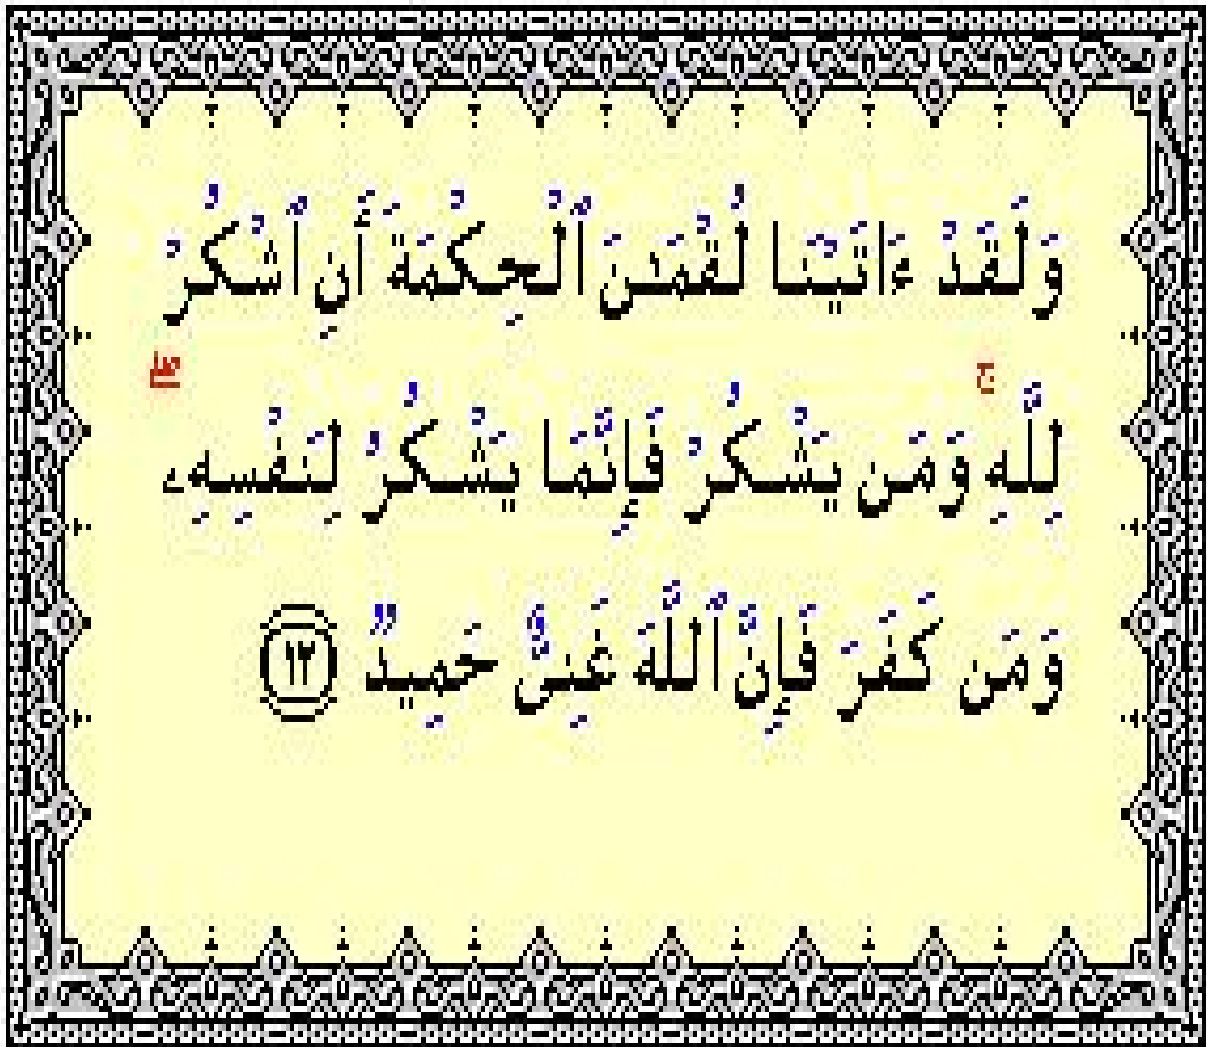 وَلَقَدْ ءَاتَيْنَا لُقْمَـٰنَ ٱلْحِكْمَةَ أَنِ ٱشْكُرْ
لِلَّهِ ۚ وَمَن يَشْكُرْ فَإِنَّمَا يَشْكُرُ لِنَفْسِهِۦ ۖ
وَمَن كَفَرَ فَإِنَّ ٱللَّهَ غَنِىٌّ حَمِيدٌ ١٢